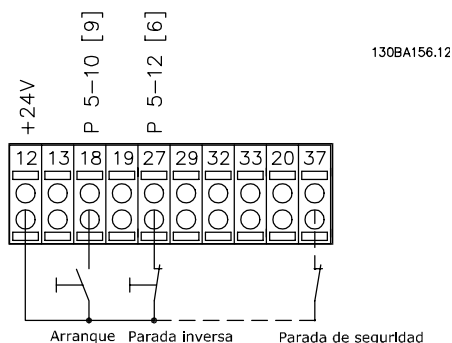 130BA156.12
+24V
P 5-10 [9]
P 5-12 [6]
12 13 18 19 27 29 32 33 20 37
Arranque Parada inversa Parada de seguridad